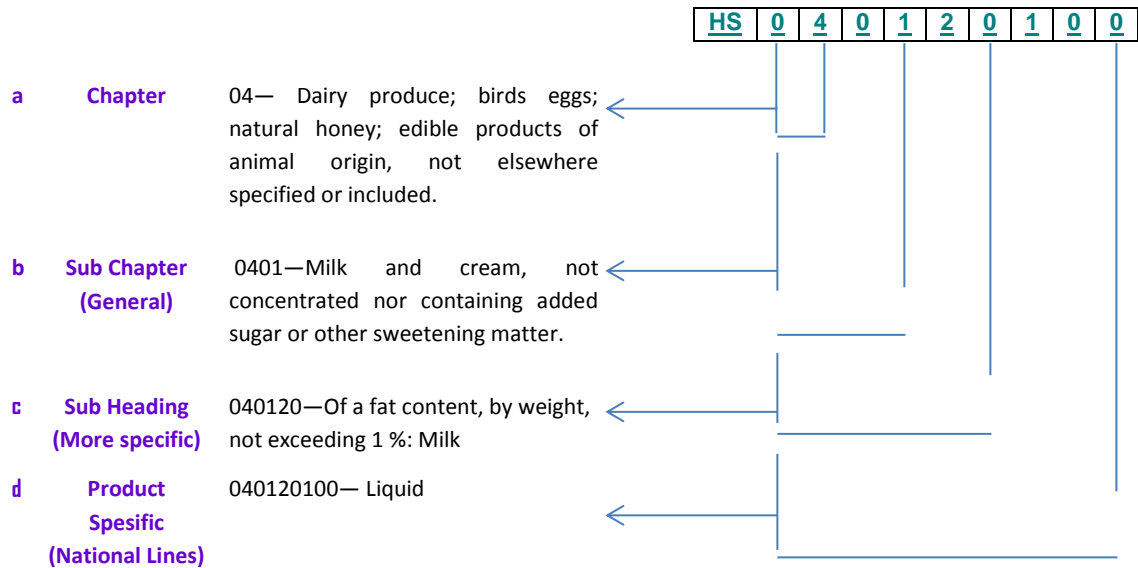 HS 0 4 0 1 2 0 1 0 0
a Chapter 04— Dairy produce; birds eggs;
natural honey; edible products of
animal origin, not elsewhere
specified or included.
b Sub Chapter 0401—Milk and cream, not
(General) concentrated nor containing added
sugar or other sweetening matter.
c Sub Heading 040120—Of a fat content, by weight,
(More specific) not exceeding 1 %: Milk
d Product 040120100— Liquid
Spesific
(National Lines)